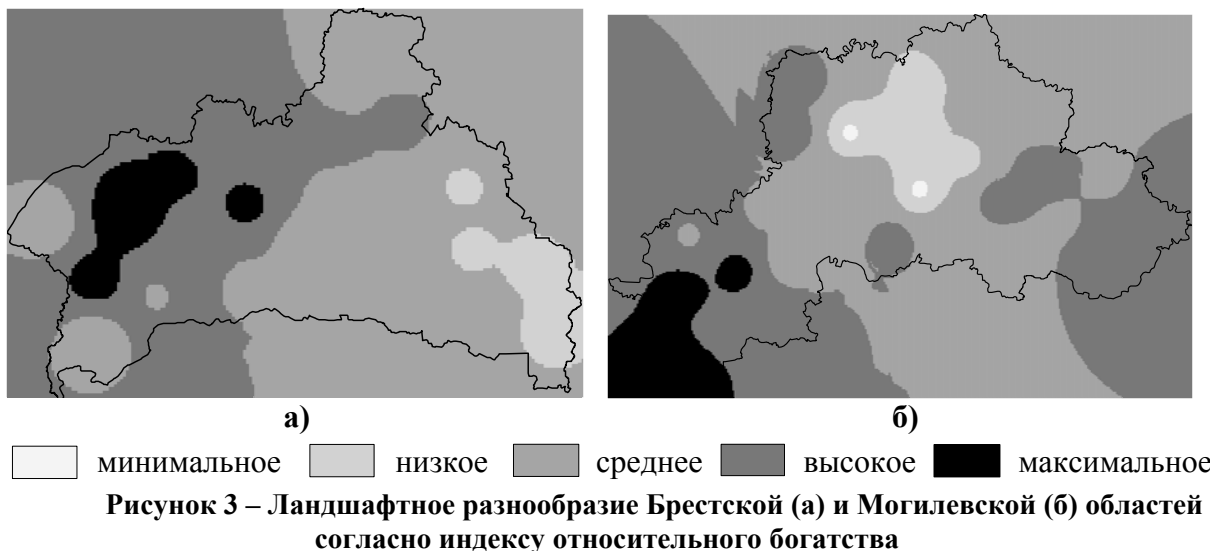 а)
б)
минимальное низкое среднее высокое максимальное
Рисунок 3 – Ландшафтное разнообразие Брестской (а) и Могилевской (б) областей
согласно индексу относительного богатства